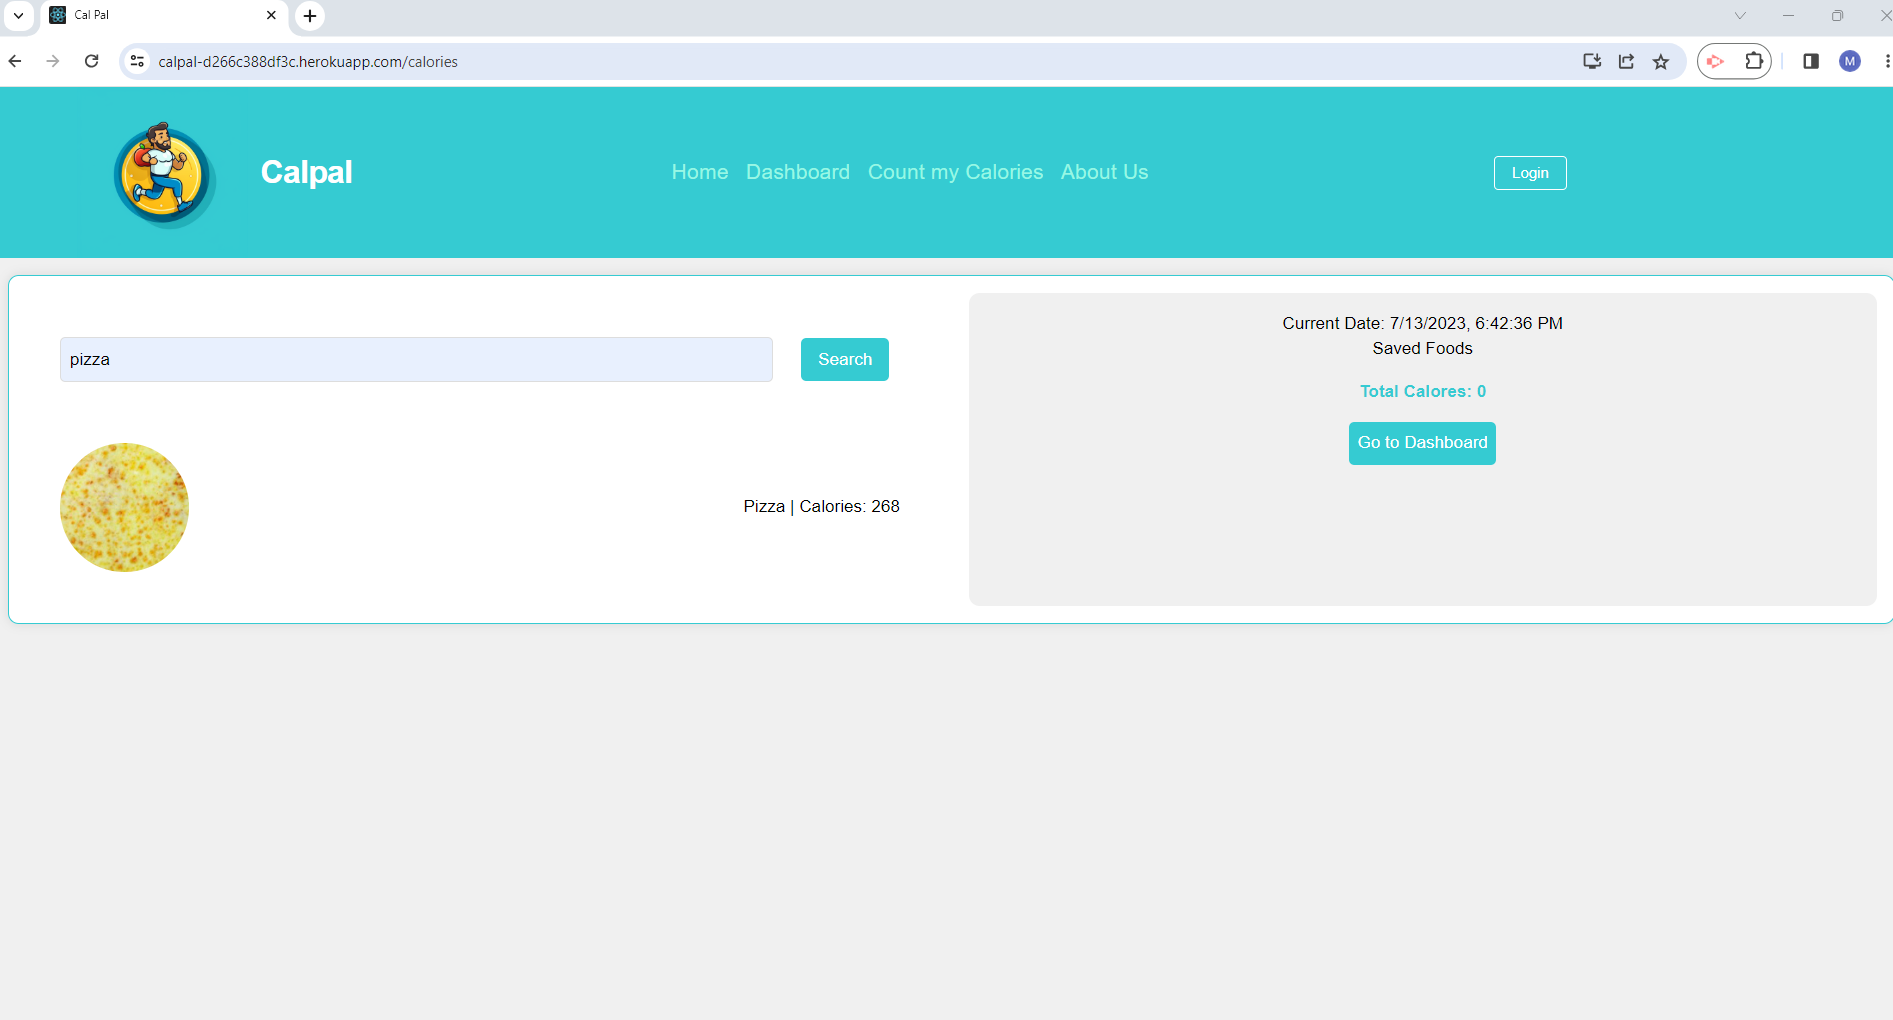 Cal Pal
calpal-d266c388df3c.herokuapp.com/calories
M
Calpal
Home Dashboard Count my Calories About Us
Login
pizza
Search
Pizza | Calories: 268
Current Date: 7/13/2023, 6:42:36 PM
Saved Foods
Total Calores: 0
Go to Dashboard